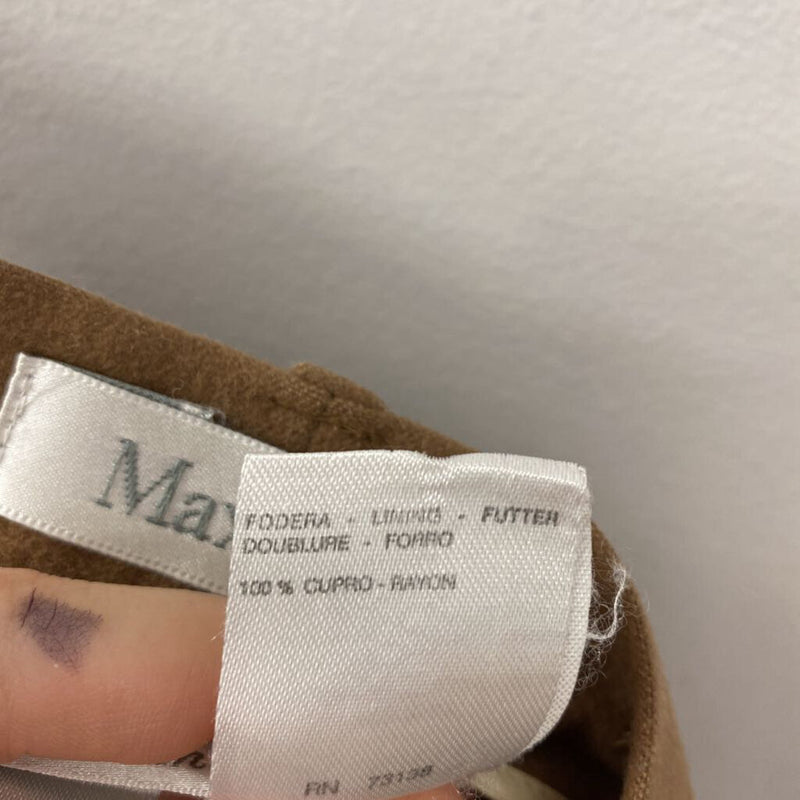 Max
FODERA - LINING - FUTTER
DOUBLURE - FORRO
100 % CUPRO - RAYON
RN 73139